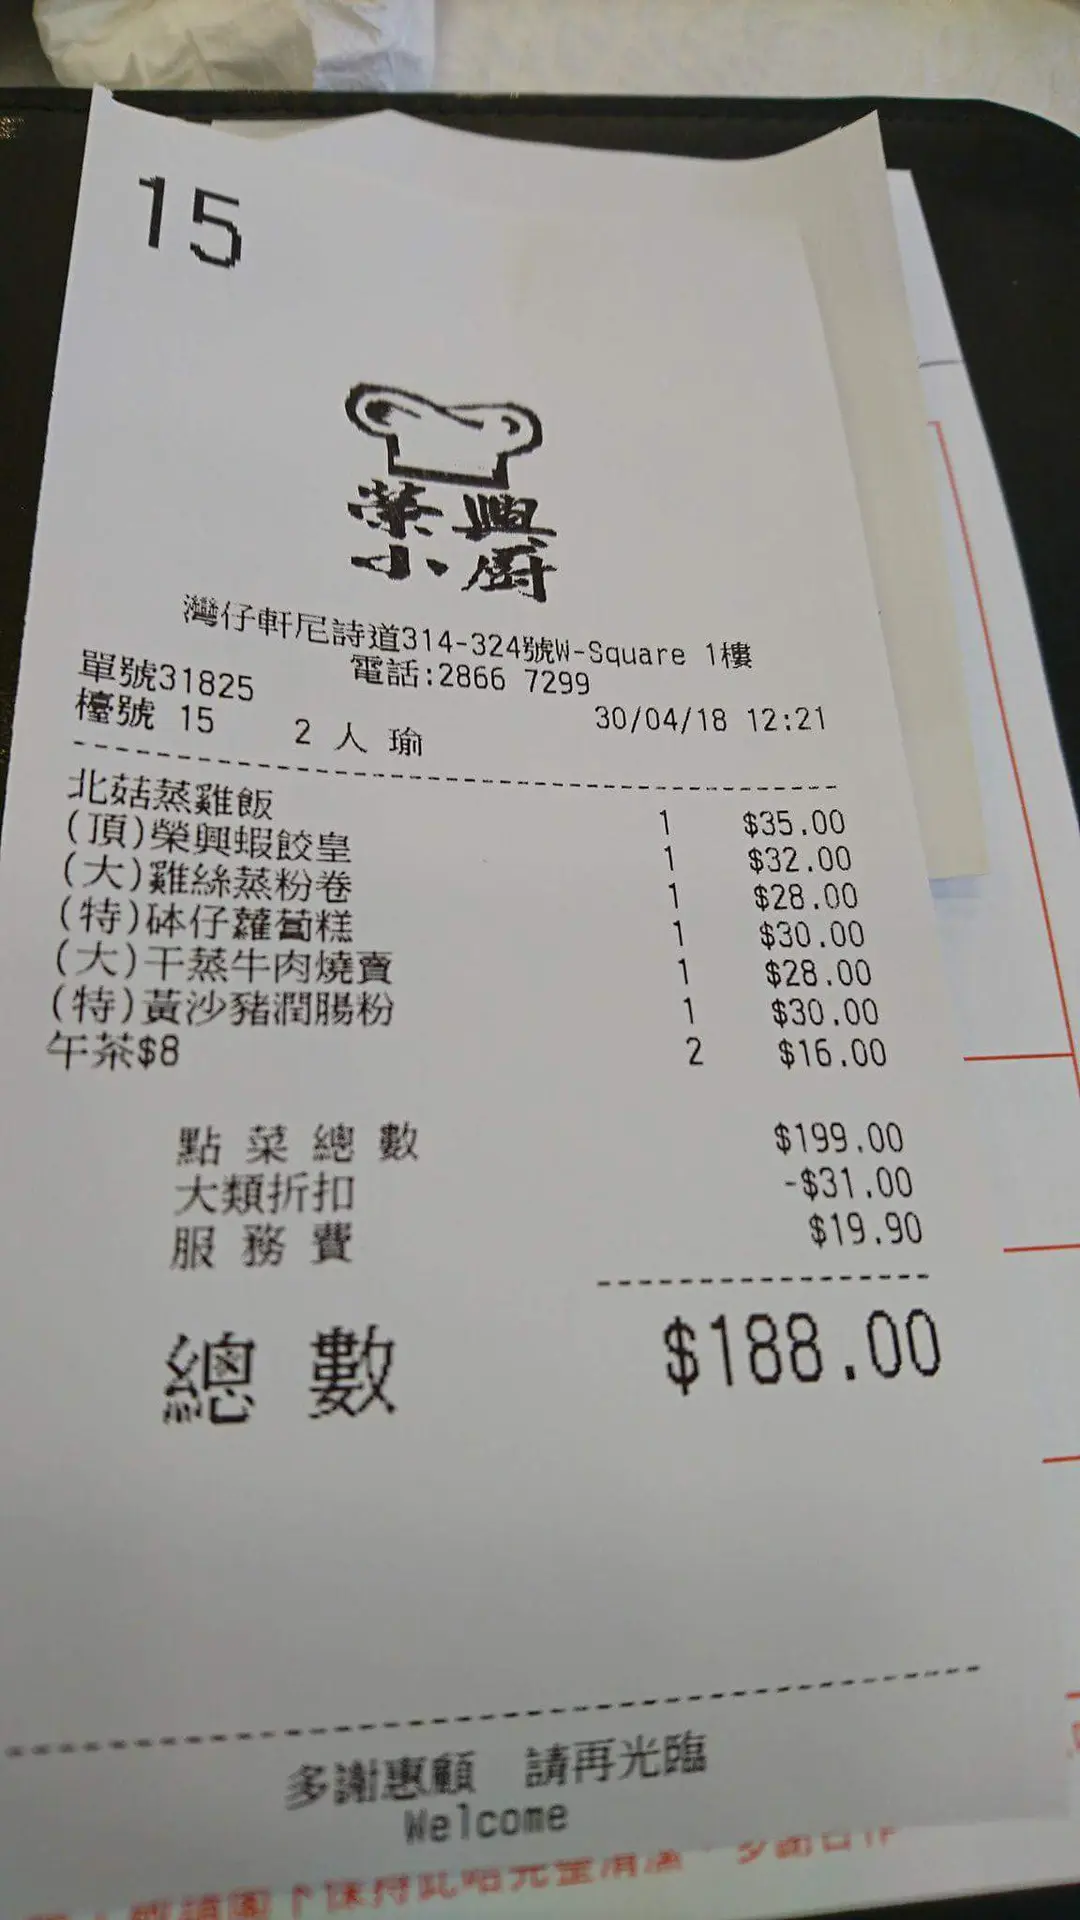 15
榮興
小廚
灣仔軒尼詩道314-324號W-Square 1樓
電話:2866 7299
單號31825
30/04/18 12:21
檯號 15 2 人 瑜
北菇蒸雞飯 1 $35.00
(頂)榮興蝦餃皇 1 $32.00
(大)雞絲蒸粉卷 1 $28.00
(特)砵仔蘿蔔糕 1 $30.00
(大)干蒸牛肉燒賣 1 $28.00
(特)黃沙豬潤腸粉 1 $30.00
午茶$8 2 $16.00
點菜總數 $199.00
大類折扣 -$31.00
服務費 $19.90
總數 $188.00
多謝惠顧 請再光臨
Welcome